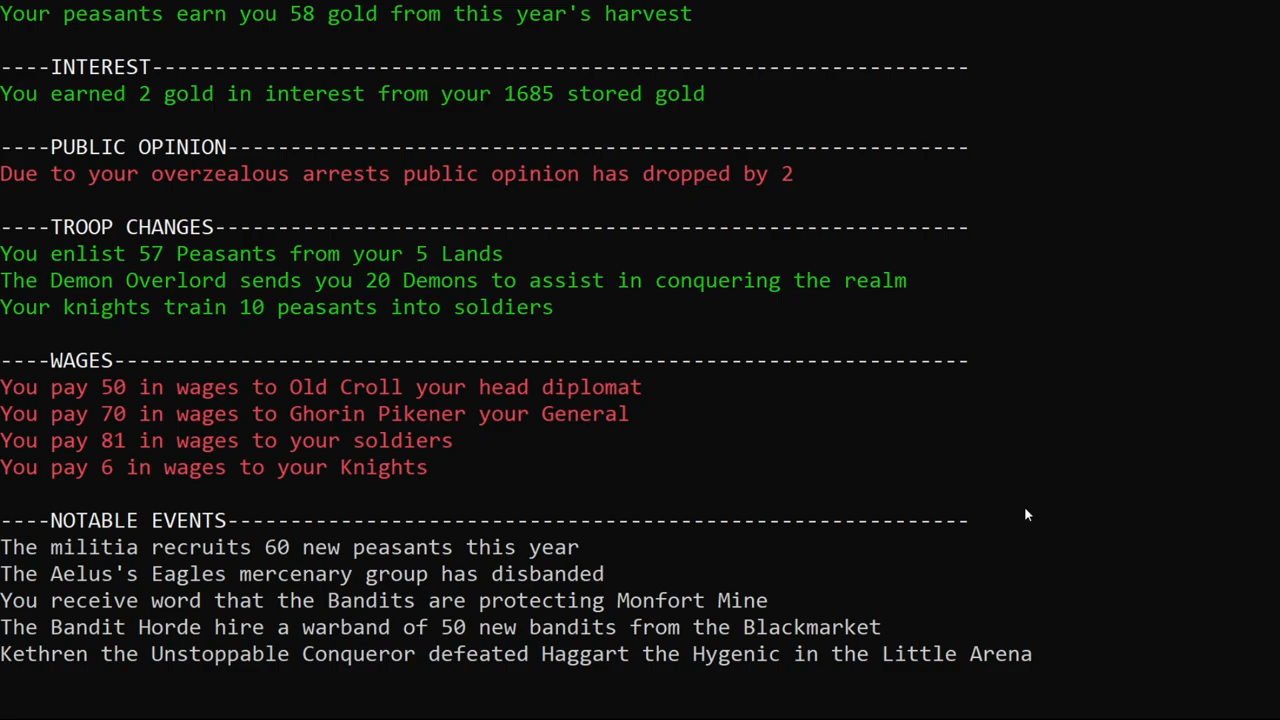 Your peasants earn you 58 gold from this year's harvest
----INTEREST-----------------------------------------------------------------
You earned 2 gold in interest from your 1685 stored gold
----PUBLIC OPINION-----------------------------------------------------------
Due to your overzealous arrests public opinion has dropped by 2
----TROOP CHANGES------------------------------------------------------------
You enlist 57 Peasants from your 5 Lands
The Demon Overlord sends you 20 Demons to assist in conquering the realm
Your knights train 10 peasants into soldiers
----WAGES--------------------------------------------------------------------
You pay 50 in wages to Old Croll your head diplomat
You pay 70 in wages to Ghorin Pikener your General
You pay 81 in wages to your soldiers
You pay 6 in wages to your Knights
----NOTABLE EVENTS-----------------------------------------------------------
The militia recruits 60 new peasants this year
The Aelus's Eagles mercenary group has disbanded
You receive word that the Bandits are protecting Monfort Mine
The Bandit Horde hire a warband of 50 new bandits from the Blackmarket
Kethren the Unstoppable Conqueror defeated Haggart the Hygenic in the Little Arena